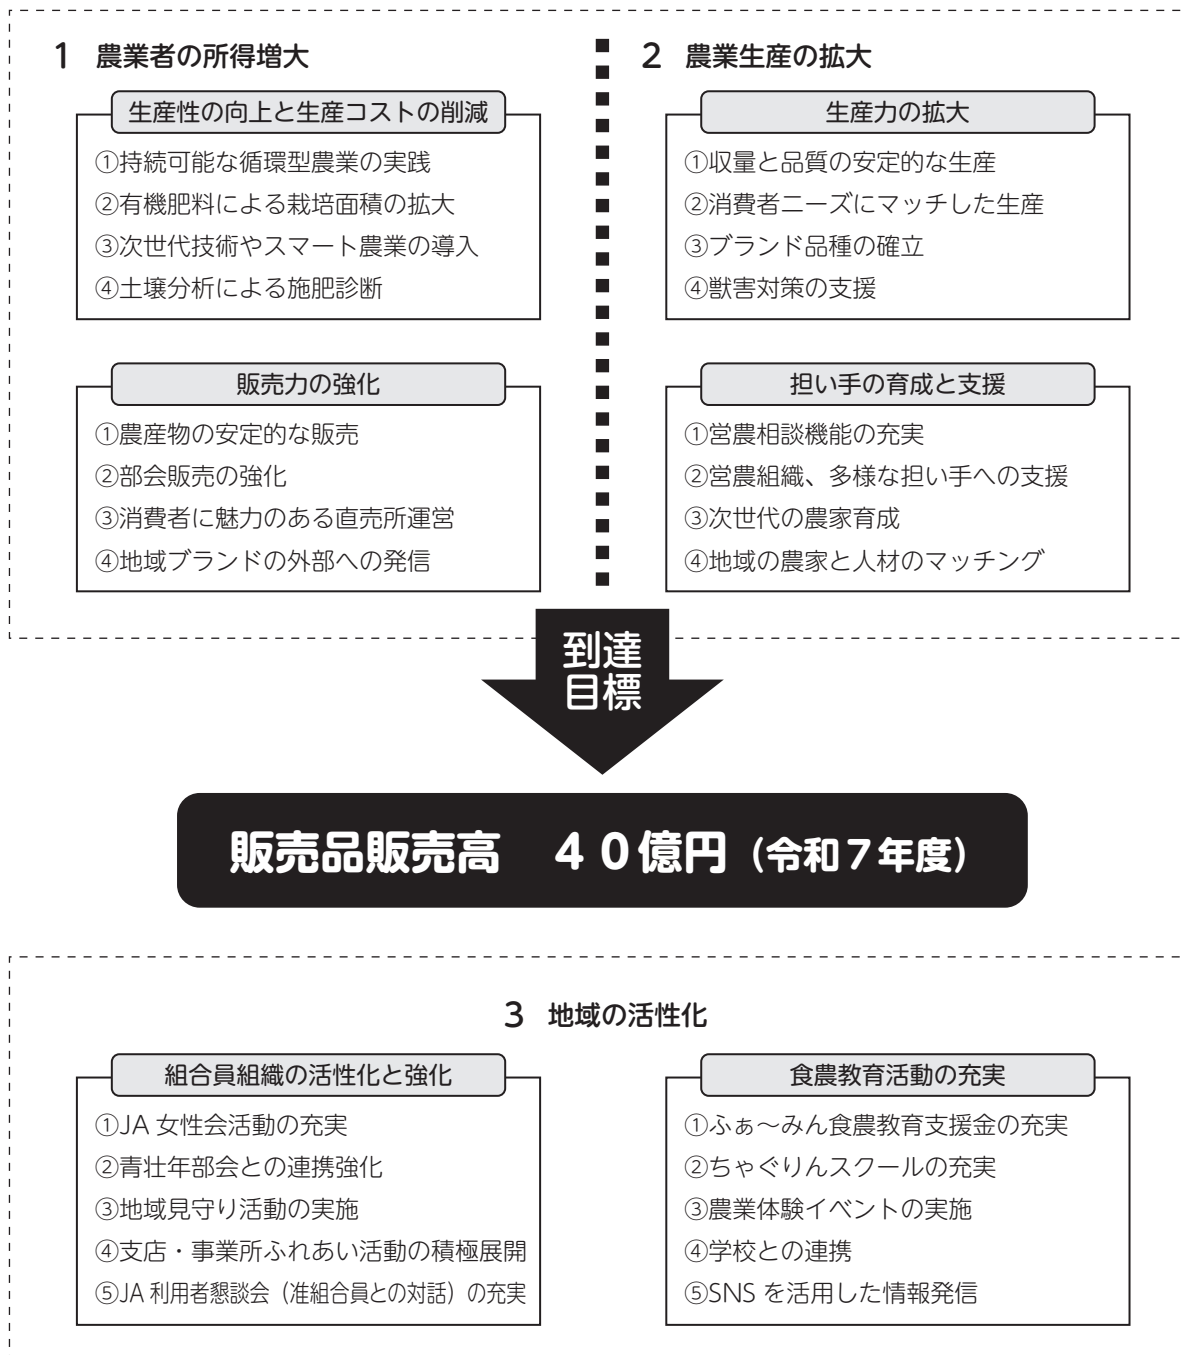 1 農業者の所得増大
生産性の向上と生産コストの削減
①持続可能な循環型農業の実践
②有機肥料による栽培面積の拡大
③次世代技術やスマート農業の導入
④土壌分析による施肥診断
販売力の強化
①農産物の安定的な販売
②部会販売の強化
③消費者に魅力のある直売所運営
④地域ブランドの外部への発信
2 農業生産の拡大
生産力の拡大
①収量と品質の安定的な生産
②消費者ニーズにマッチした生産
③ブランド品種の確立
④獣害対策の支援
担い手の育成と支援
①営農相談機能の充実
②営農組織、多様な担い手への支援
③次世代の農家育成
④地域の農家と人材のマッチング
到達
目標
販売品販売高 40億円（令和7年度）
3 地域の活性化
組合員組織の活性化と強化
①JA 女性会活動の充実
②青壮年部会との連携強化
③地域見守り活動の実施
④支店・事業所ふれあい活動の積極展開
⑤JA 利用者懇談会（准組合員との対話）の充実
食農教育活動の充実
①ふぁ～みん食農教育支援金の充実
②ちゃぐりんスクールの充実
③農業体験イベントの実施
④学校との連携
⑤SNS を活用した情報発信